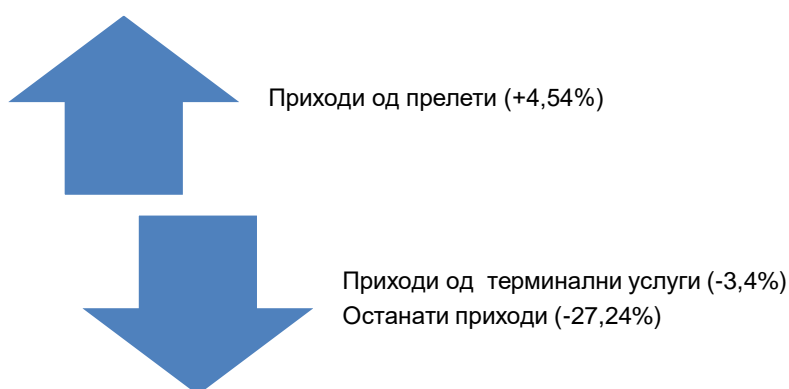 Приходи од прелети (+4,54%)
Приходи од  терминални услуги (-3,4%)
Останати приходи (-27,24%)